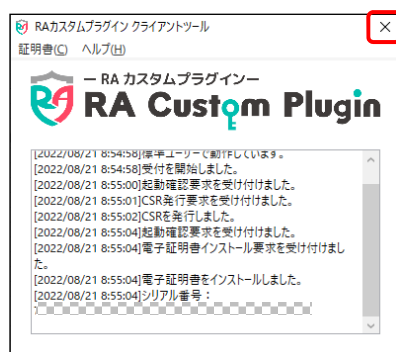 RAカスタムプラグイン クライアントツール
証明書(C) ヘルプ(H)
ー RA カスタムプラグインー
RA Custom Plugin
[2022/08/21 8:54:58]標準ユーザーで動作しています。
[2022/08/21 8:54:58]受付を開始しました。
[2022/08/21 8:55:00]起動確認要求を受け付けました。
[2022/08/21 8:55:01]CSR発行要求を受け付けました。
[2022/08/21 8:55:02]CSRを発行しました。
[2022/08/21 8:55:04]起動確認要求を受け付けました。
[2022/08/21 8:55:04]電子証明書インストール要求を受け付けまし
た。
[2022/08/21 8:55:04]電子証明書をインストールしました。
[2022/08/21 8:55:04]シリアル番号：